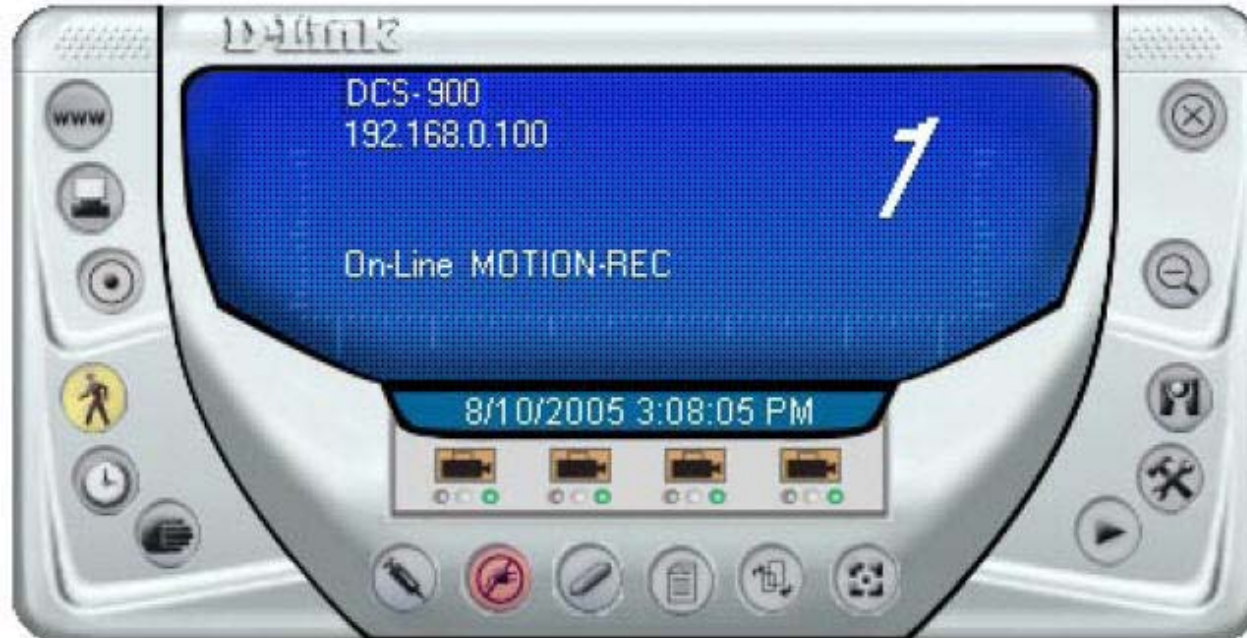 D-Link
www
DCS-900
192.168.0.100
1
On-Line MOTION-REC
8/10/2005 3:08:05 PM